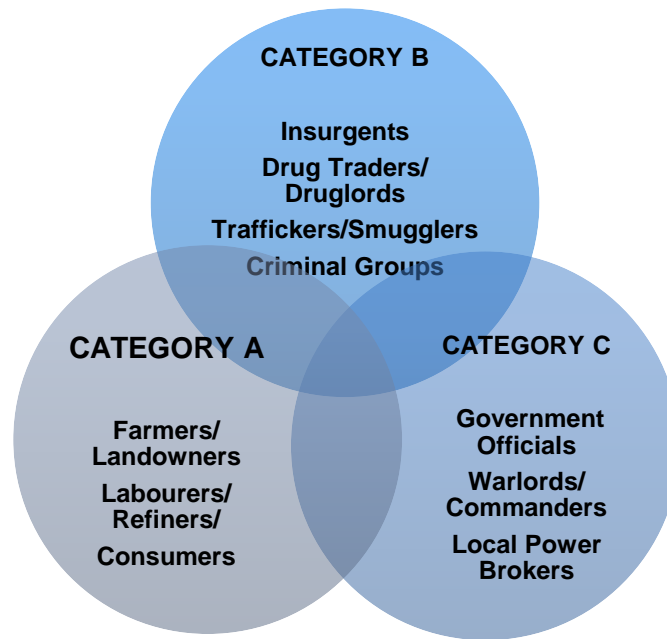 CATEGORY B
Insurgents
Drug Traders/
Druglords
Traffickers/Smugglers
Criminal Groups
CATEGORY A
Farmers/
Landowners
Labourers/
Refiners/
Consumers
CATEGORY C
Government
Officials
Warlords/
Commanders
Local Power
Brokers